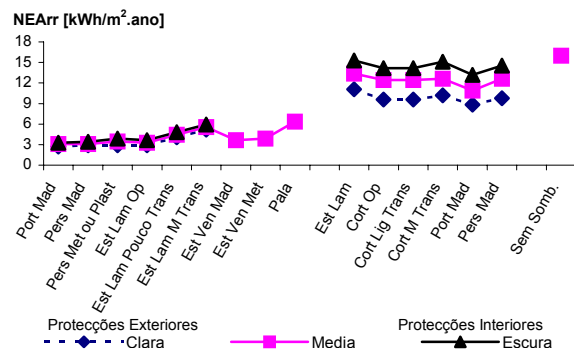 NEArr [kWh/m².ano]
18
15
12
9
6
3
0
Port Mad
Pers Mad
Pers Met ou Plast
Est Lam Op
Est Lam Pouco Trans
Est Lam M Trans
Est Ven Mad
Est Ven Met
Pala
Est Lam
Cort Op
Cort Lig Trans
Cort M Trans
Port Mad
Pers Mad
Sem Somb.
Protecções Exteriores Protecções Interiores
Clara Media Escura